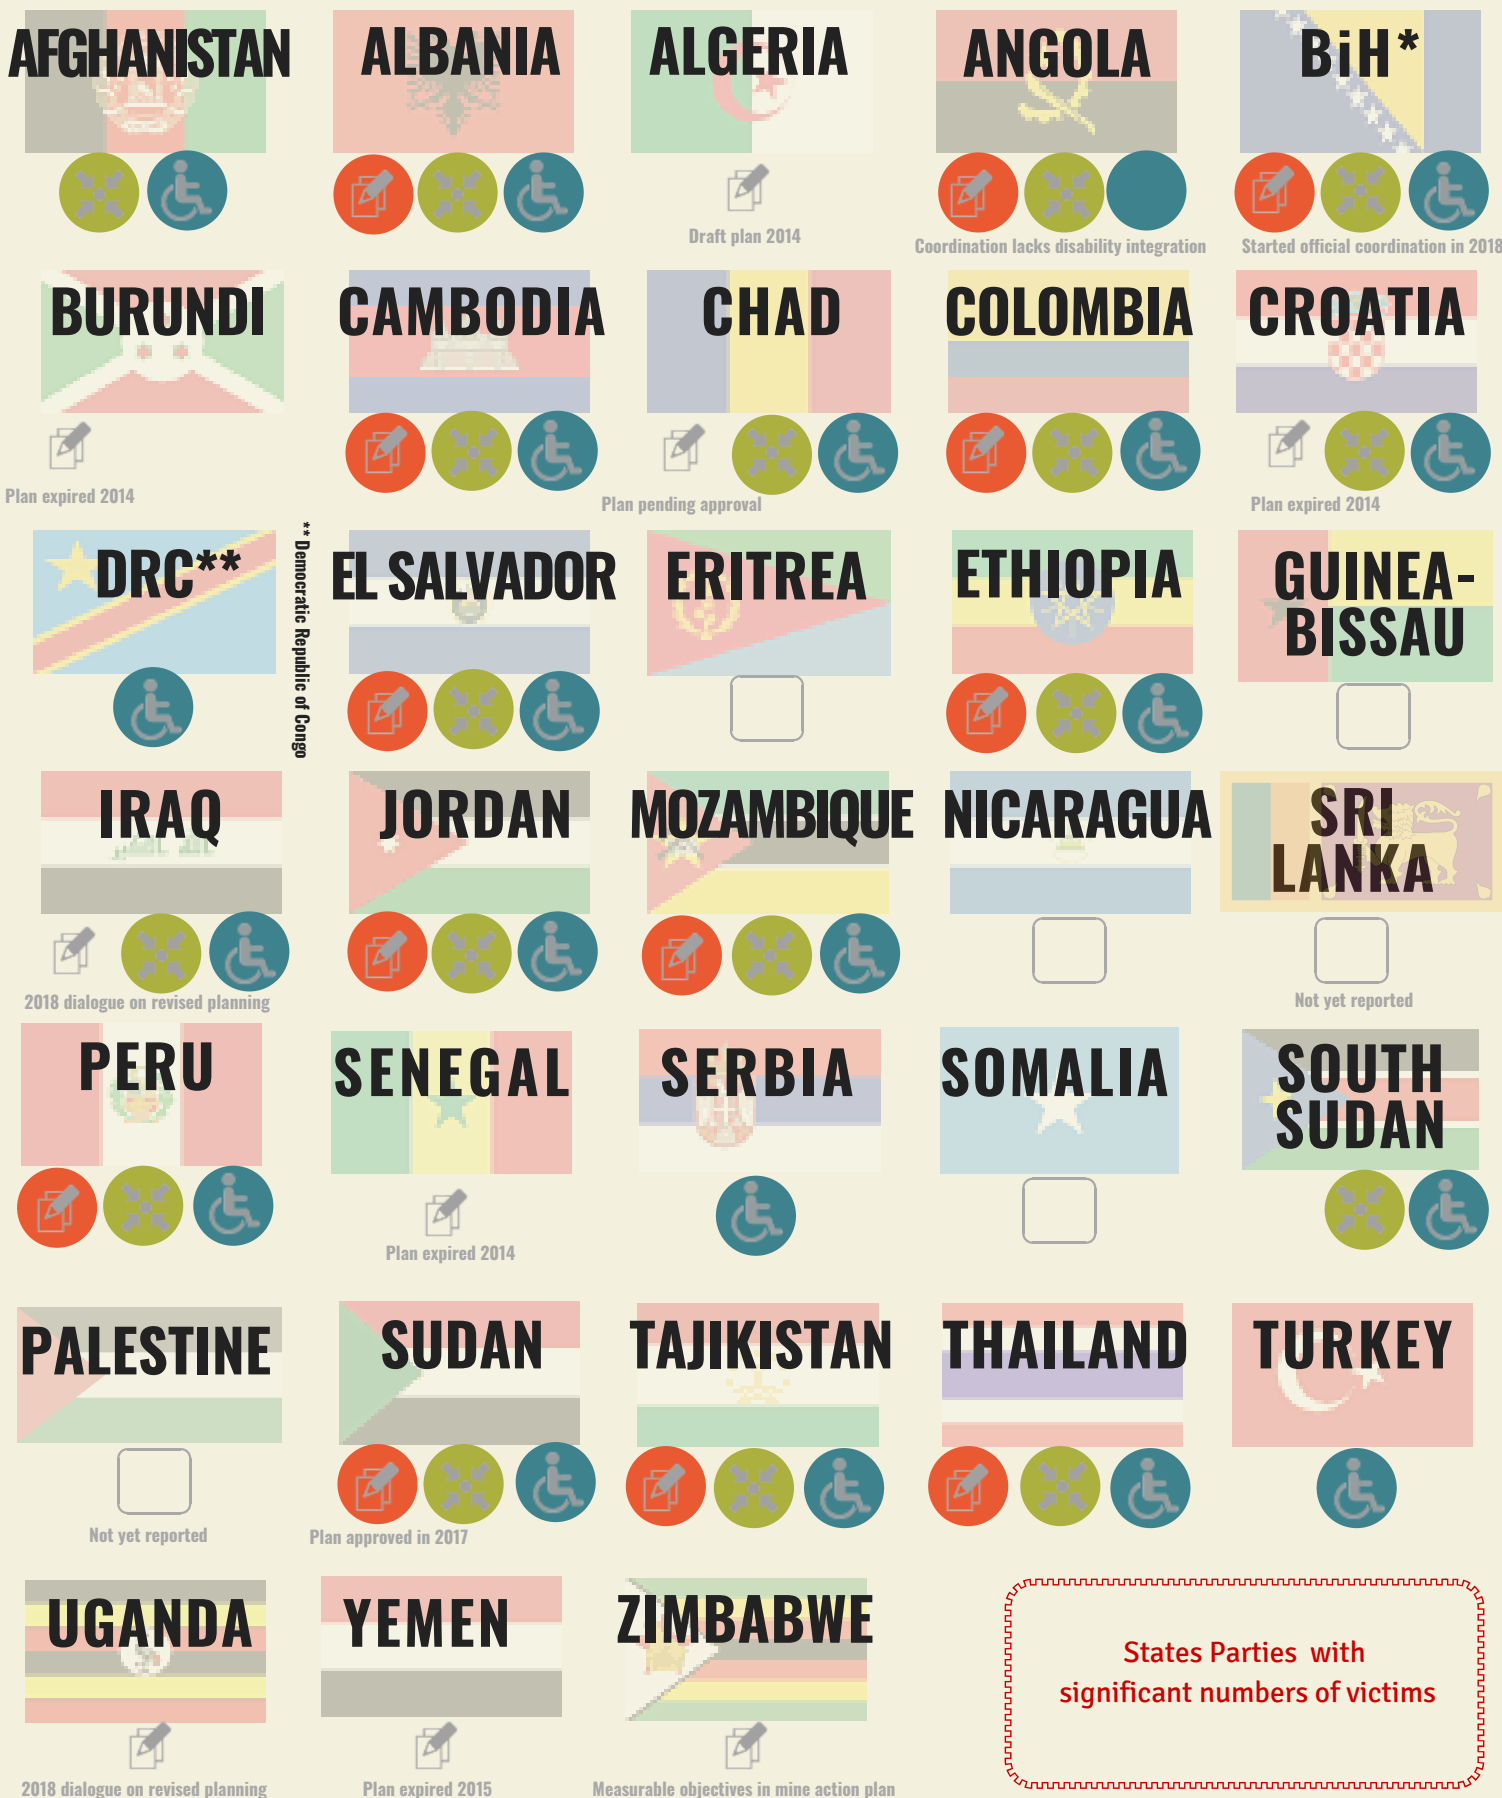 AFGHANISTAN
ALBANIA
ALGERIA
ANGOLA
BiH*
Draft plan 2014
Coordination lacks disability integration
Started official coordination in 2018
BURUNDI
CAMBODIA
CHAD
COLOMBIA
CROATIA
Plan expired 2014
Plan pending approval
Plan expired 2014
DRC**
** Democratic Republic of Congo
EL SALVADOR
ERITREA
ETHIOPIA
GUINEA-
BISSAU
IRAQ
JORDAN
MOZAMBIQUE
NICARAGUA
SRI
LANKA
2018 dialogue on revised planning
Not yet reported
PERU
SENEGAL
SERBIA
SOMALIA
SOUTH
SUDAN
Plan expired 2014
PALESTINE
SUDAN
TAJIKISTAN
THAILAND
TURKEY
Not yet reported
Plan approved in 2017
UGANDA
YEMEN
ZIMBABWE
States Parties with
significant numbers of victims
2018 dialogue on revised planning
Plan expired 2015
Measurable objectives in mine action plan